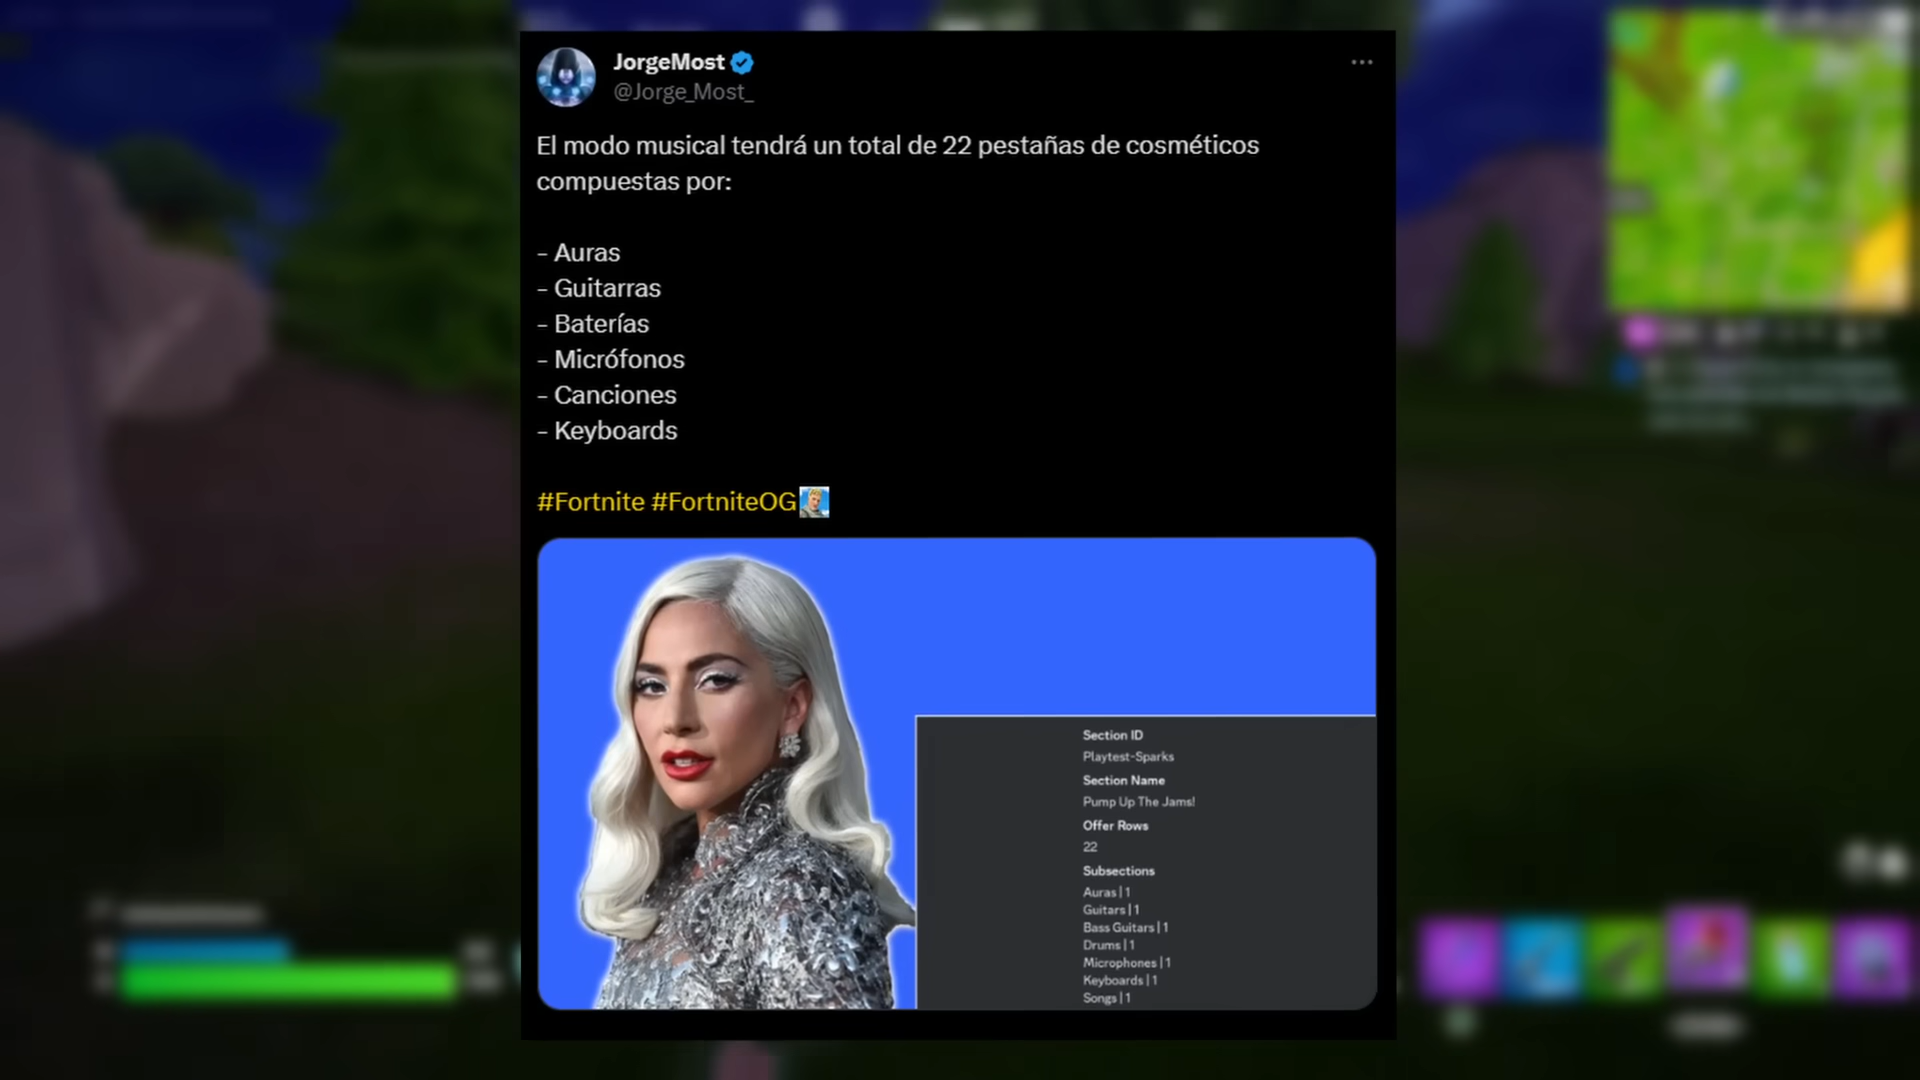 JorgeMost
@Jorge_Most_
El modo musical tendrá un total de 22 pestañas de cosméticos
compuestas por:
- Auras
- Guitarras
- Baterías
- Micrófonos
- Canciones
- Keyboards
#Fortnite #FortniteOG
Section ID
Playtest-Sparks
Section Name
Pump Up The Jams!
Offer Rows
22
Subsections
Auras | 1
Guitars | 1
Bass Guitars | 1
Drums | 1
Microphones | 1
Keyboards | 1
Songs | 1